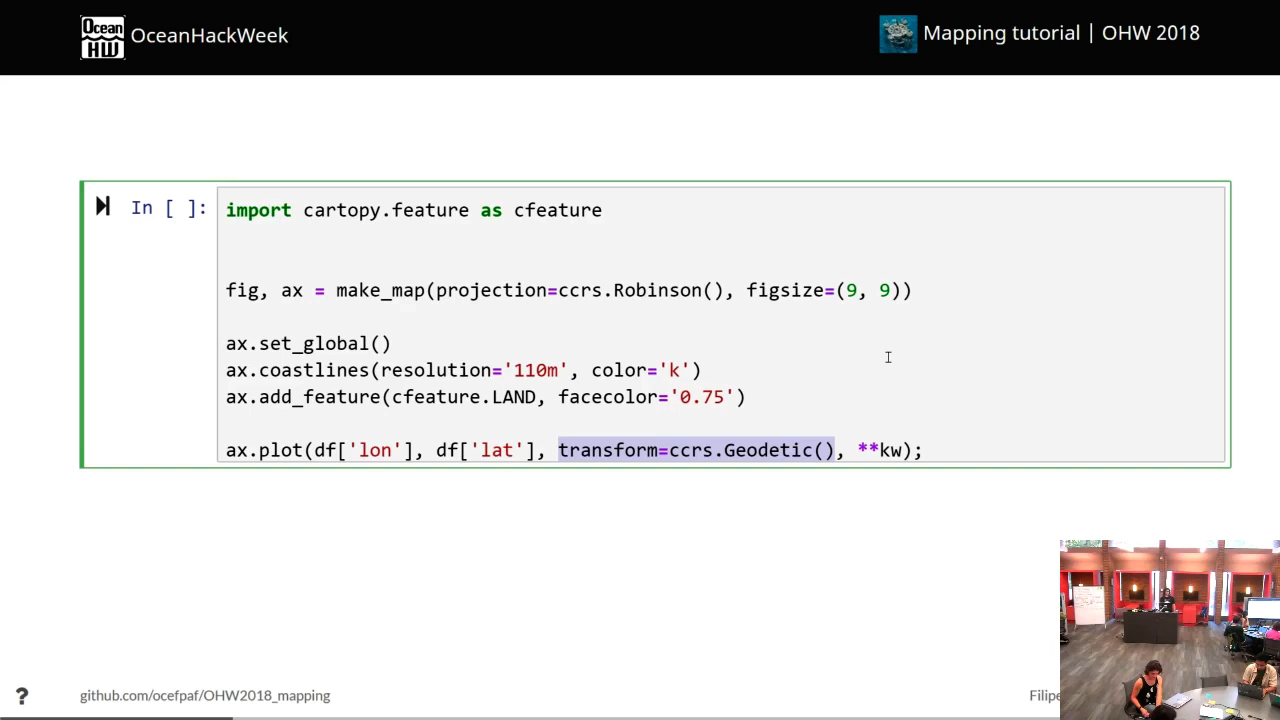 Ocean
HW
OceanHackWeek
Mapping tutorial | OHW 2018
In [ ]:
import cartopy.feature as cfeature
fig, ax = make_map(projection=ccrs.Robinson(), figsize=(9, 9))
ax.set_global()
ax.coastlines(resolution='110m', color='k')
ax.add_feature(cfeature.LAND, facecolor='0.75')
ax.plot(df['lon'], df['lat'], transform=ccrs.Geodetic(), **kw);
?
github.com/ocefpaf/OHW2018_mapping
Filipe